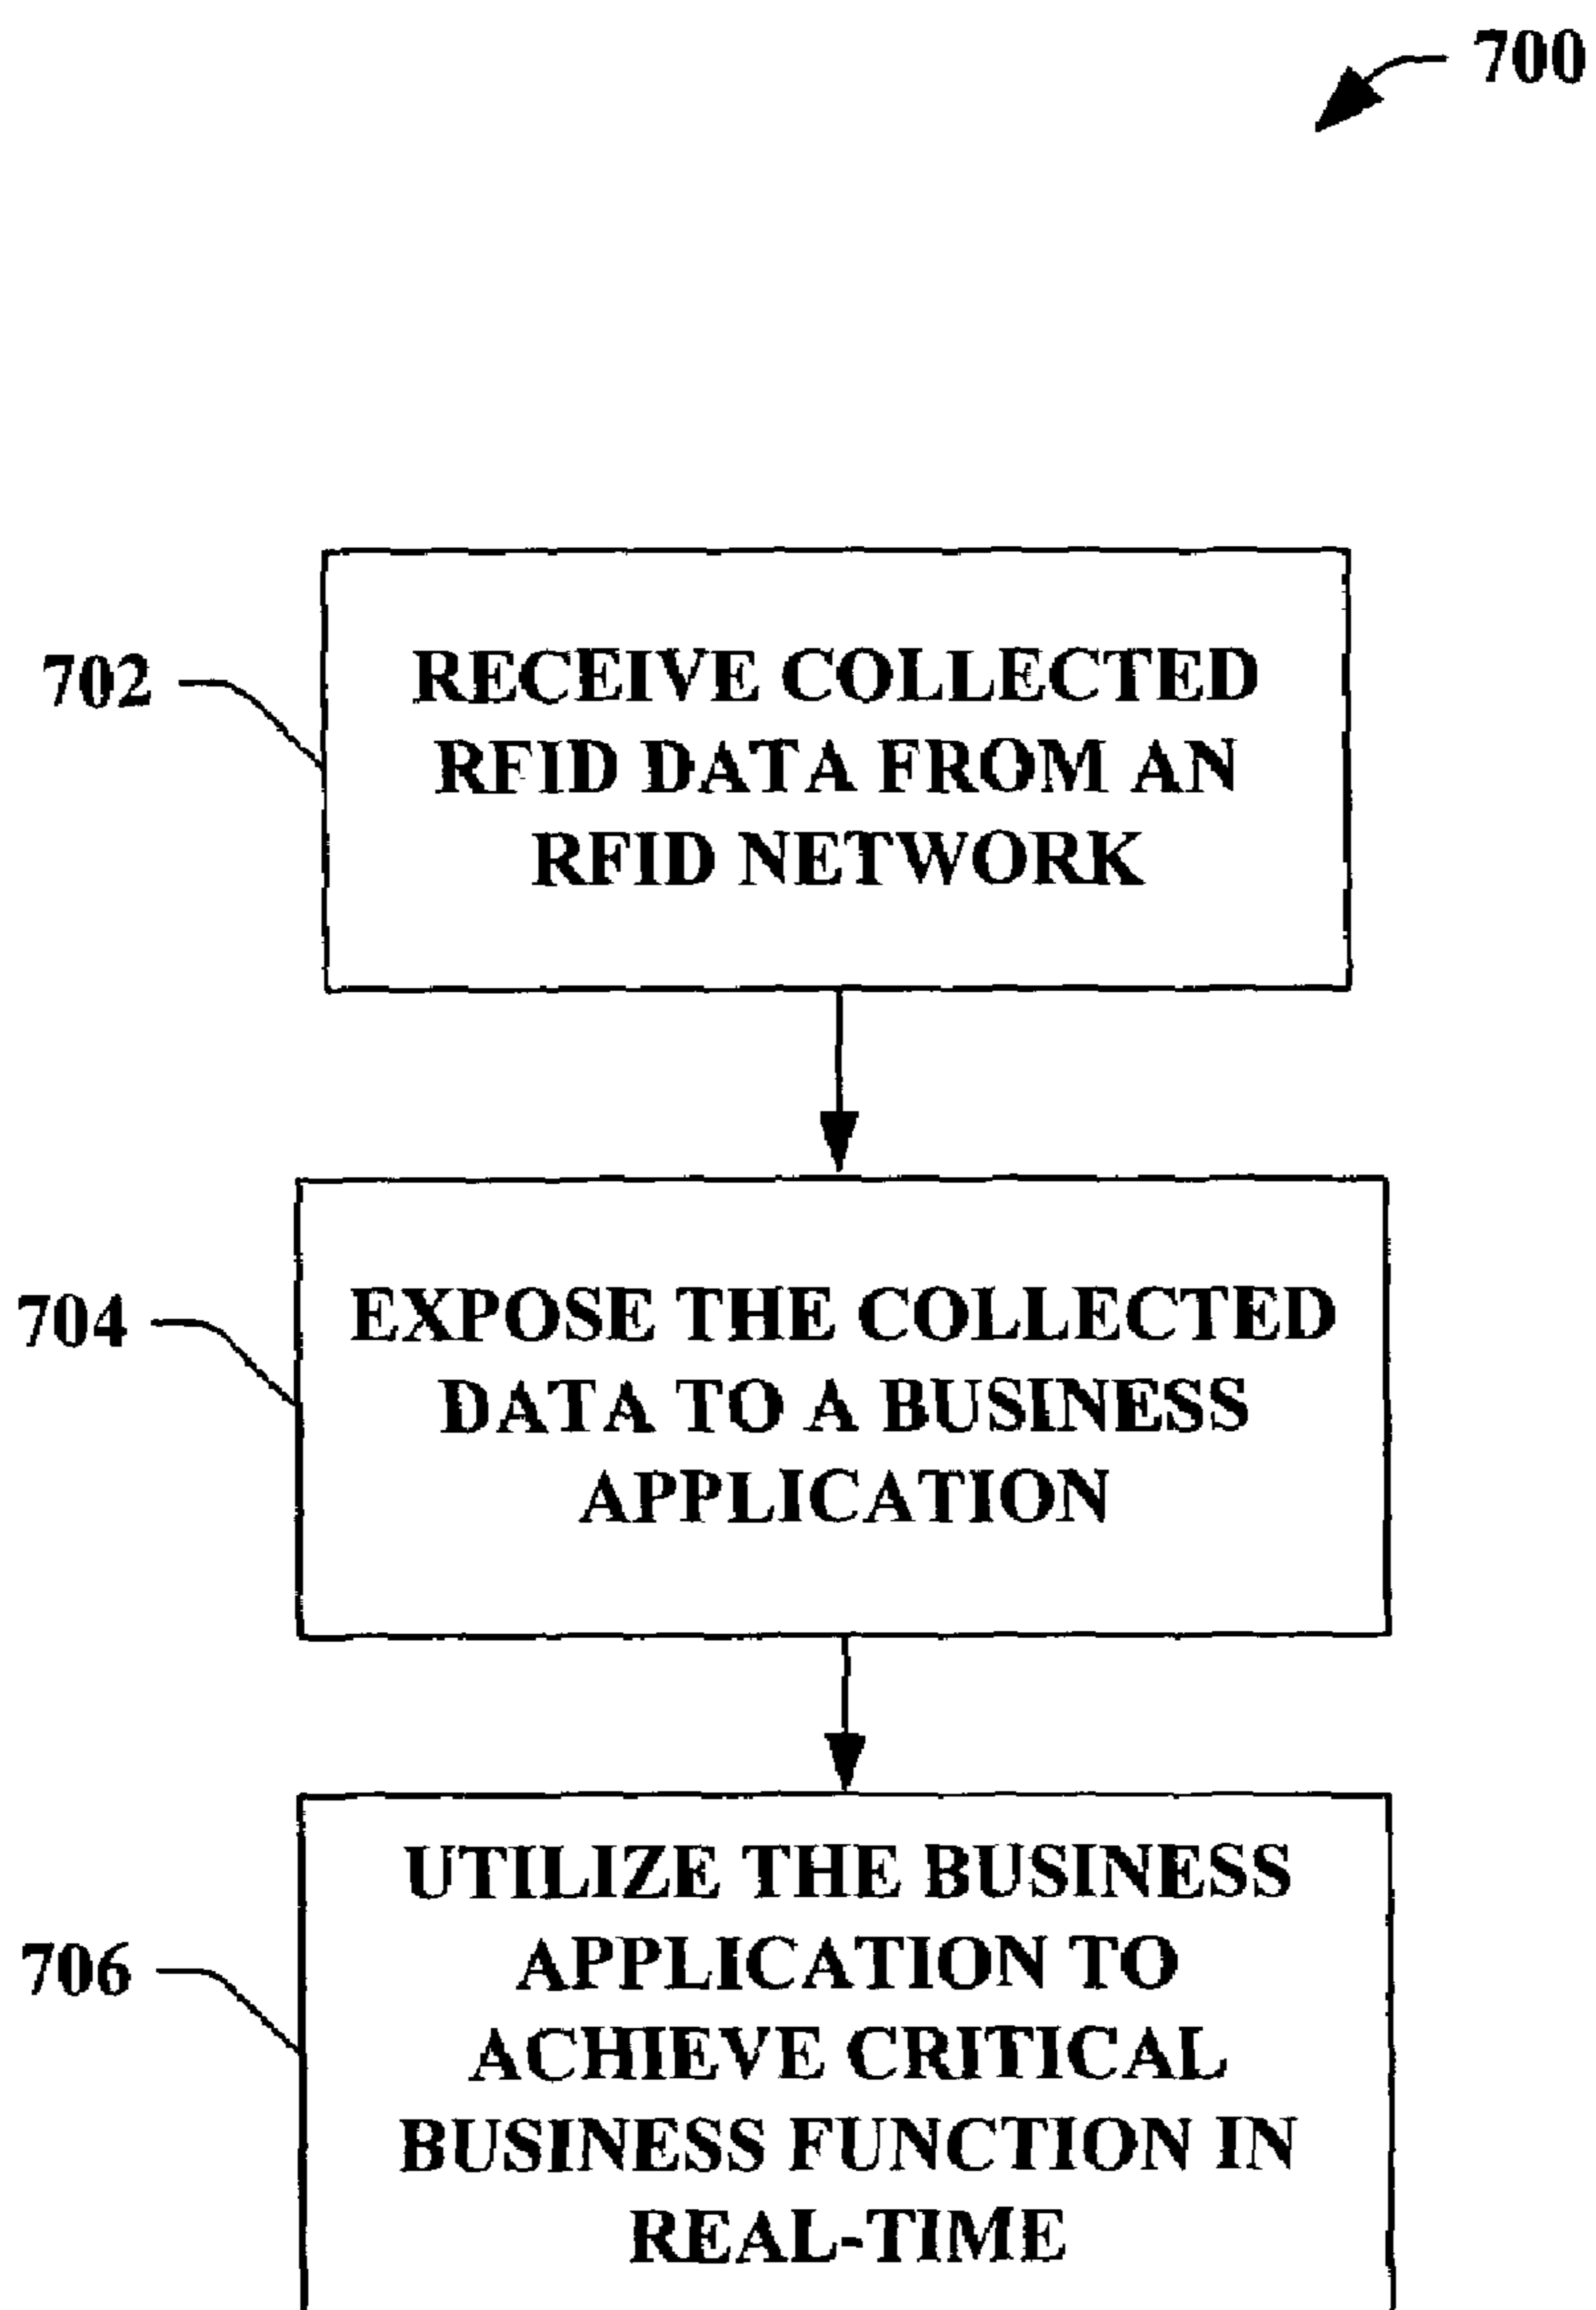 700
702
RECEIVE COLLECTED
RFID DATA FROM AN
RFID NETWORK
704
EXPOSE THE COLLECTED
DATA TO A BUSINESS
APPLICATION
706
UTILIZE THE BUSINESS
APPLICATION TO
ACHIEVE CRITICAL
BUSINESS FUNCTION IN
REAL-TIME